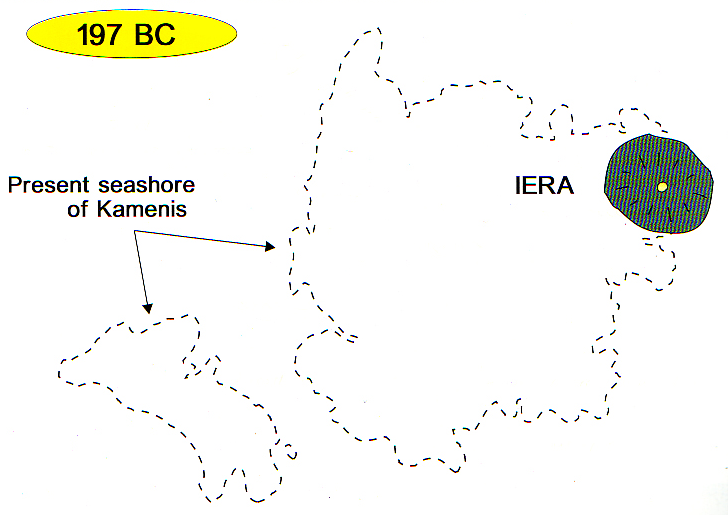 197 BC
Present seashore
of Kamenis
IERA